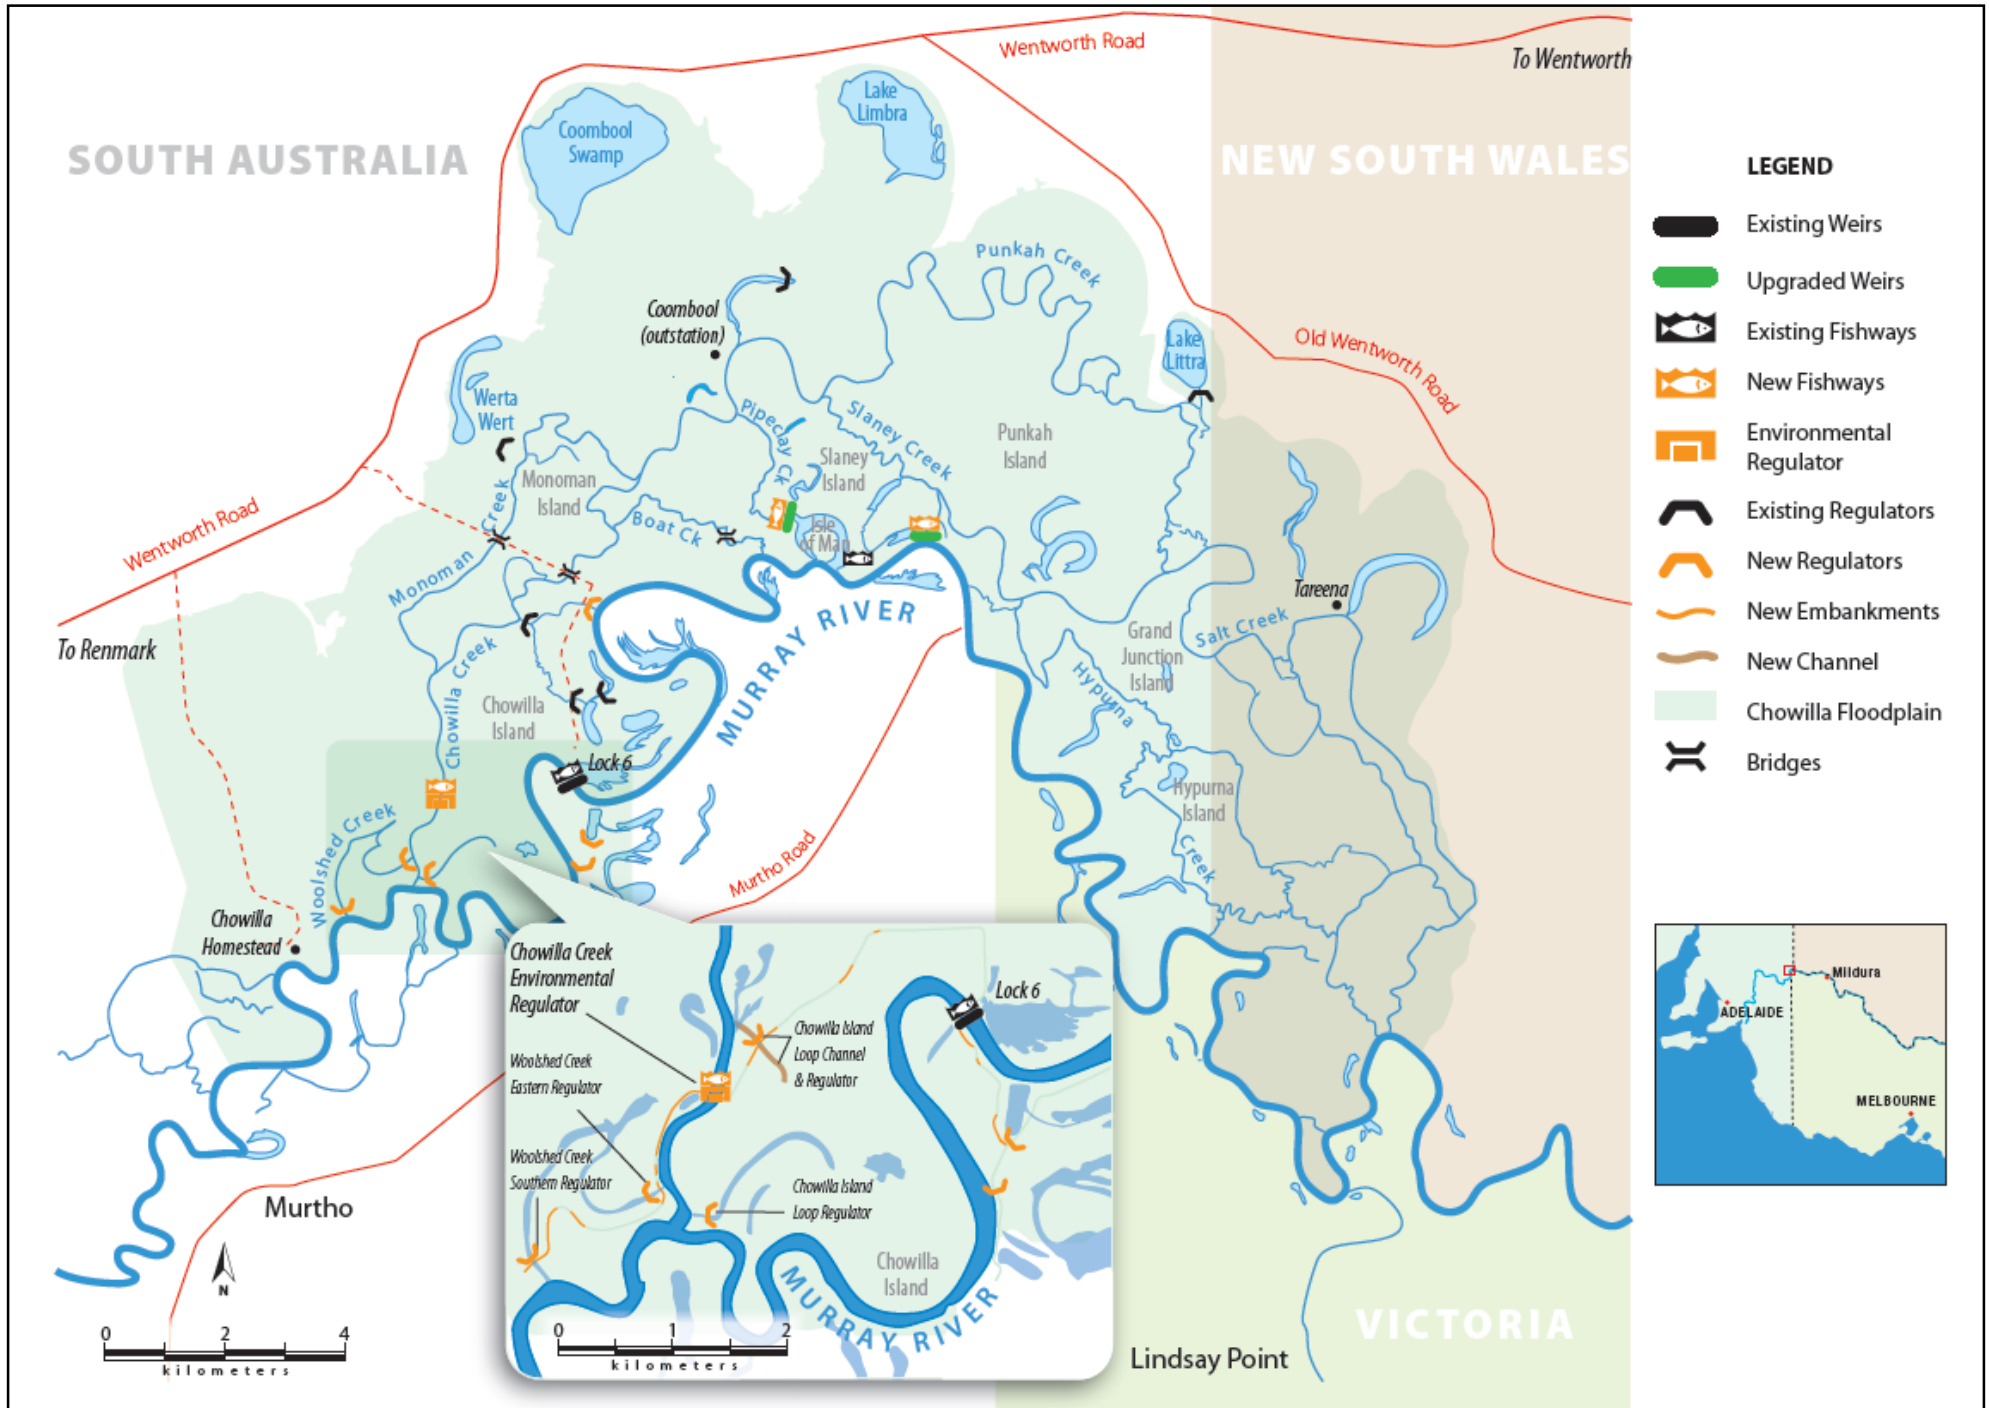 Wentworth Road
To Wentworth
SOUTH AUSTRALIA
NEW SOUTH WALES
Coombool
Swamp
Lake
Limbra
Punkah Creek
Coombool
(outstation)
Lake
Littra
Old Wentworth Road
Werta
Wert
Pipeclay Ck
Slaney Creek
Slaney
Island
Punkah
Island
Monoman
Island
Monoman Creek
Boat Ck
Isle
of Man
Wentworth Road
To Renmark
MURRAY RIVER
Tareena
Salt Creek
Grand
Junction
Island
Hypurna
Creek
Hypurna
Island
Chowilla Creek
Chowilla
Island
Lock 6
Woolshed Creek
Murtho Road
Chowilla
Homestead
Murtho
N
0 2 4
kilometers
Chowilla Creek
Environmental
Regulator
Woolshed Creek
Eastern Regulator
Woolshed Creek
Southern Regulator
Chowilla Island
Loop Channel
& Regulator
Chowilla Island
Loop Regulator
Lock 6
Chowilla
Island
MURRAY RIVER
0 1 2
kilometers
Lindsay Point
VICTORIA
LEGEND
Existing Weirs
Upgraded Weirs
Existing Fishways
New Fishways
Environmental
Regulator
Existing Regulators
New Regulators
New Embankments
New Channel
Chowilla Floodplain
Bridges
Mildura
ADELAIDE
MELBOURNE